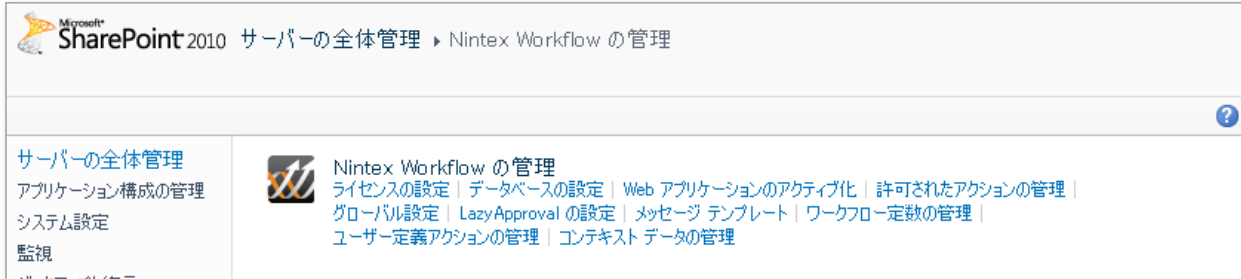 Microsoft
SharePoint 2010 サーバーの全体管理 ▸ Nintex Workflow の管理
サーバーの全体管理
アプリケーション構成の管理
システム設定
監視
Nintex Workflow の管理
ライセンスの設定 | データベースの設定 | Web アプリケーションのアクティブ化 | 許可されたアクションの管理 |
グローバル設定 | LazyApproval の設定 | メッセージ テンプレート | ワークフロー定数の管理 |
ユーザー定義アクションの管理 | コンテキスト データの管理